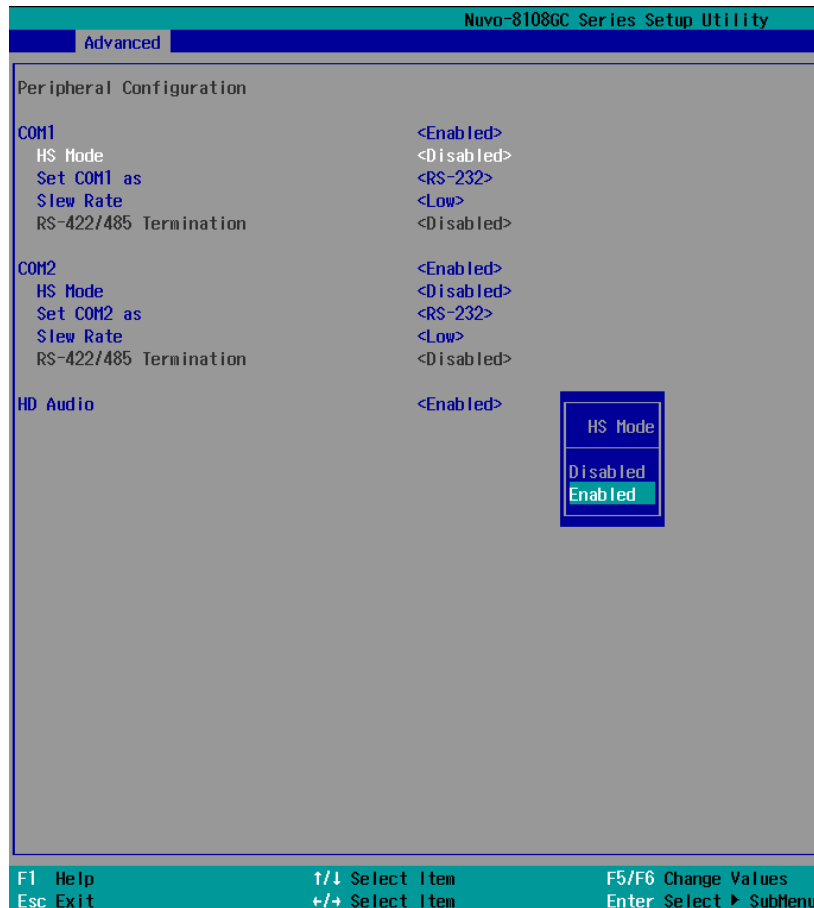 Nuvo-8108GC Series Setup Utility
Advanced
Peripheral Configuration
COM1 <Enabled>
HS Mode <Disabled>
Set COM1 as <RS-232>
Slew Rate <Low>
RS-422/485 Termination <Disabled>
COM2 <Enabled>
HS Mode <Disabled>
Set COM2 as <RS-232>
Slew Rate <Low>
RS-422/485 Termination <Disabled>
HD Audio <Enabled>
HS Mode
Disabled
Enabled
F1 Help ↑/↓ Select Item F5/F6 Change Values
Esc Exit ←/→ Select Item Enter Select ▶ SubMenu